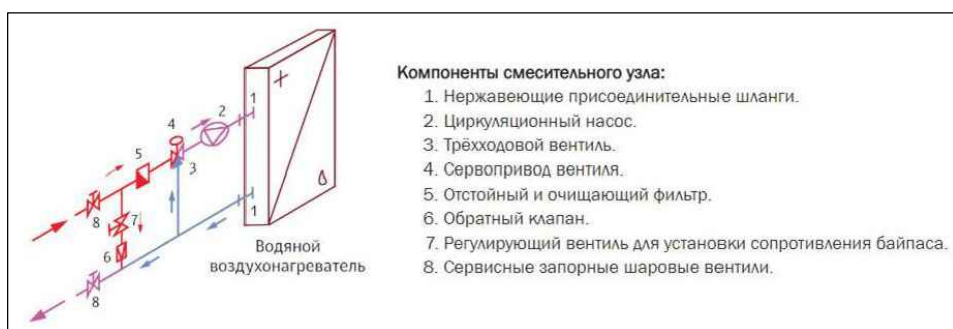 Компоненты смесительного узла:
1. Нержавеющие присоединительные шланги.
2. Циркуляционный насос.
3. Трёхходовой вентиль.
4. Сервопривод вентиля.
5. Отстойный и очищающий фильтр.
6. Обратный клапан.
7. Регулирующий вентиль для установки сопротивления байпаса.
8. Сервисные запорные шаровые вентили.
1
2
4
3
5
8
7
6
1
8
Водяной
воздухонагреватель